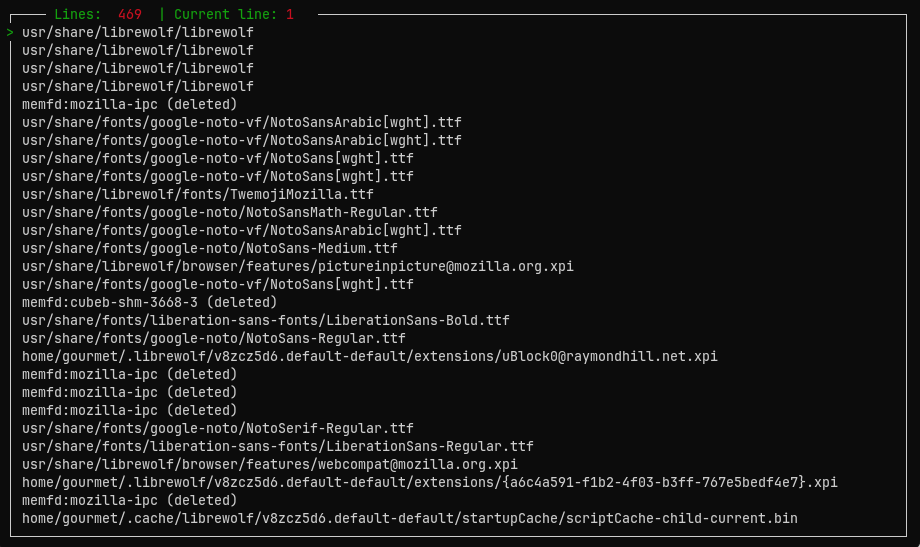 Lines: 469 | Current line: 1
> usr/share/librewolf/librewolf
usr/share/librewolf/librewolf
usr/share/librewolf/librewolf
usr/share/librewolf/librewolf
memfd:mozilla-ipc (deleted)
usr/share/fonts/google-noto-vf/NotoSansArabic[wght].ttf
usr/share/fonts/google-noto-vf/NotoSansArabic[wght].ttf
usr/share/fonts/google-noto-vf/NotoSans[wght].ttf
usr/share/fonts/google-noto-vf/NotoSans[wght].ttf
usr/share/librewolf/fonts/TwemojiMozilla.ttf
usr/share/fonts/google-noto/NotoSansMath-Regular.ttf
usr/share/fonts/google-noto-vf/NotoSansArabic[wght].ttf
usr/share/fonts/google-noto/NotoSans-Medium.ttf
usr/share/librewolf/browser/features/pictureinpicture@mozilla.org.xpi
usr/share/fonts/google-noto-vf/NotoSans[wght].ttf
memfd:cubeb-shm-3668-3 (deleted)
usr/share/fonts/liberation-sans-fonts/LiberationSans-Bold.ttf
usr/share/fonts/google-noto/NotoSans-Regular.ttf
home/gourmet/.librewolf/v8zcz5d6.default-default/extensions/uBlock0@raymondhill.net.xpi
memfd:mozilla-ipc (deleted)
memfd:mozilla-ipc (deleted)
memfd:mozilla-ipc (deleted)
usr/share/fonts/google-noto/NotoSerif-Regular.ttf
usr/share/fonts/liberation-sans-fonts/LiberationSans-Regular.ttf
usr/share/librewolf/browser/features/webcompat@mozilla.org.xpi
home/gourmet/.librewolf/v8zcz5d6.default-default/extensions/{a6c4a591-f1b2-4f03-b3ff-767e5bedf4e7}.xpi
memfd:mozilla-ipc (deleted)
home/gourmet/.cache/librewolf/v8zcz5d6.default-default/startupCache/scriptCache-child-current.bin